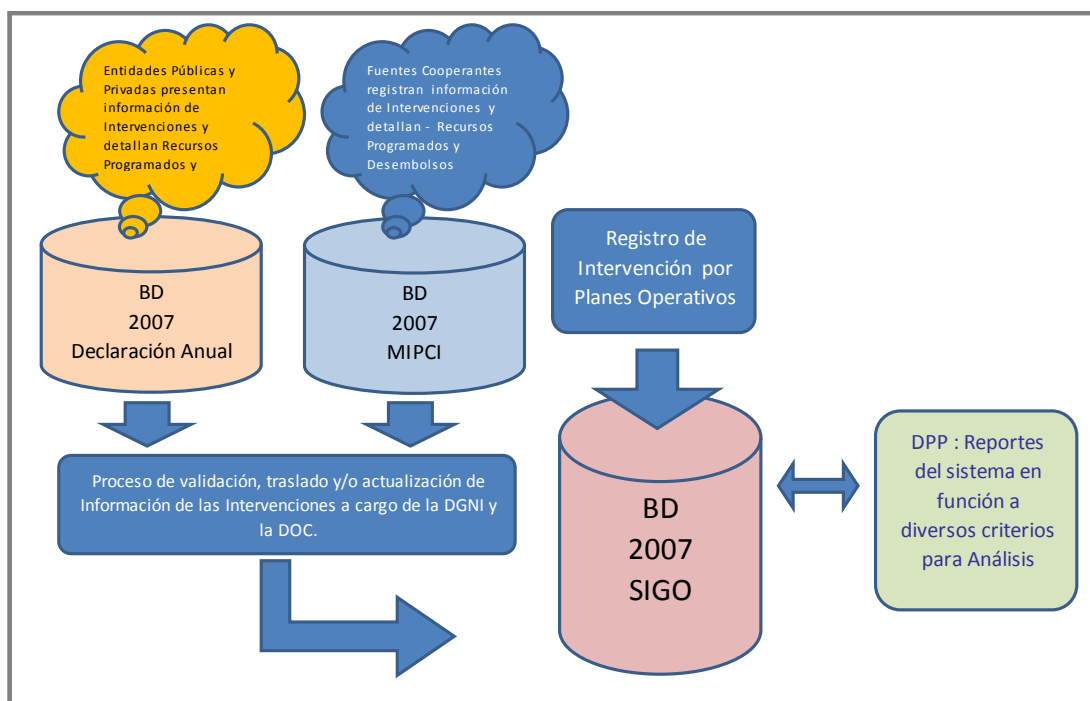 Entidades Públicas y
Privadas presentan
información de
Intervenciones y
detallan Recursos
Programados y
Fuentes Cooperantes
registran información
de Intervenciones y
detallan - Recursos
Programados y
Desembolsos
BD
2007
Declaración Anual
BD
2007
MIPCI
Registro de
Intervención por
Planes Operativos
Proceso de validación, traslado y/o actualización de
Información de las Intervenciones a cargo de la DGNI y
la DOC.
BD
2007
SIGO
DPP : Reportes
del sistema en
función a
diversos criterios
para Análisis